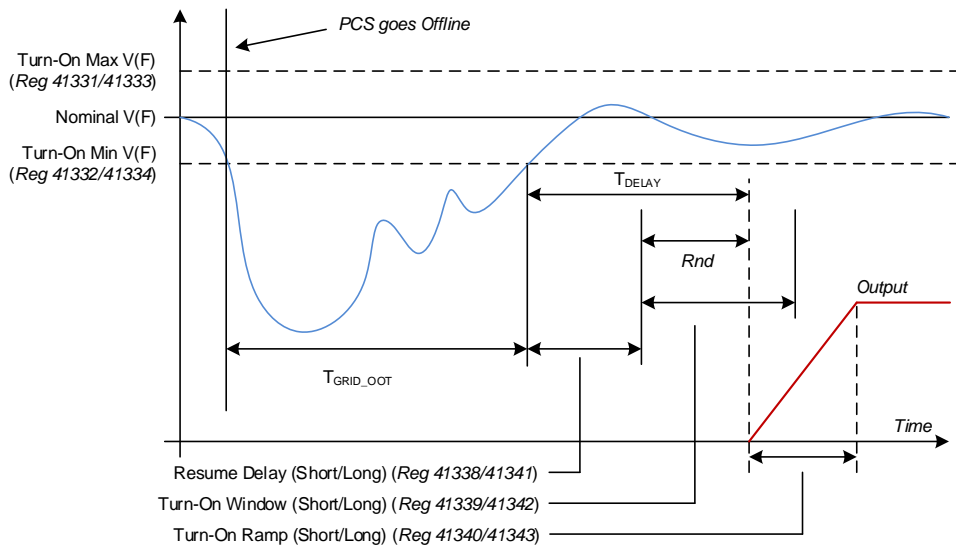 PCS goes Offline
Turn-On Max V(F)
(Reg 41331/41333)
Nominal V(F)
Turn-On Min V(F)
(Reg 41332/41334)
TDELAY
Rnd
Output
TGRID_OOT
Time
Resume Delay (Short/Long) (Reg 41338/41341)
Turn-On Window (Short/Long) (Reg 41339/41342)
Turn-On Ramp (Short/Long) (Reg 41340/41343)